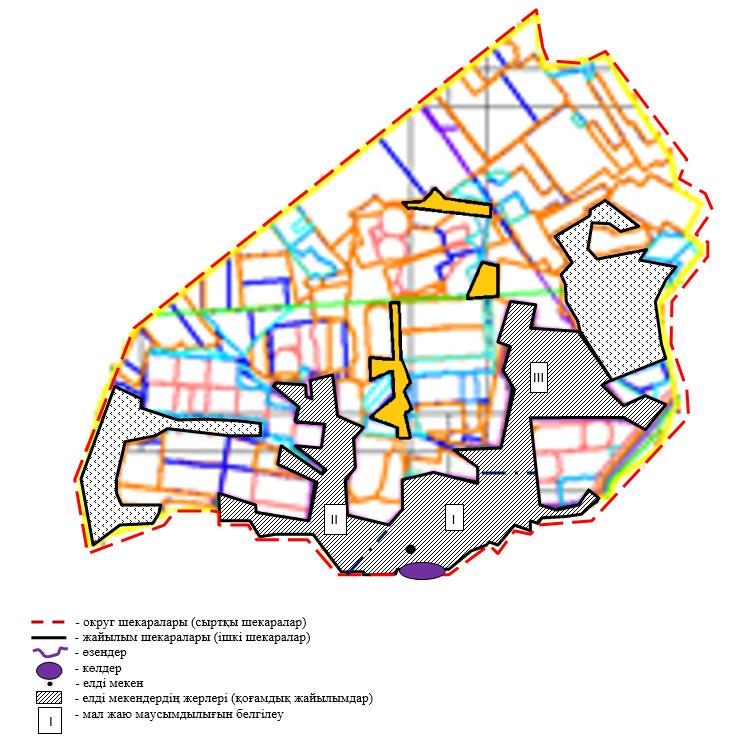 III
II
I
- округ шекаралары (сыртқы шекаралар)
- жайылым шекаралары (ішкі шекаралар)
- өзендер
- көлдер
- елді мекен
- елді мекендердің жерлері (қоғамдық жайылымдар)
I - мал жаю маусымдылығын белгілеу